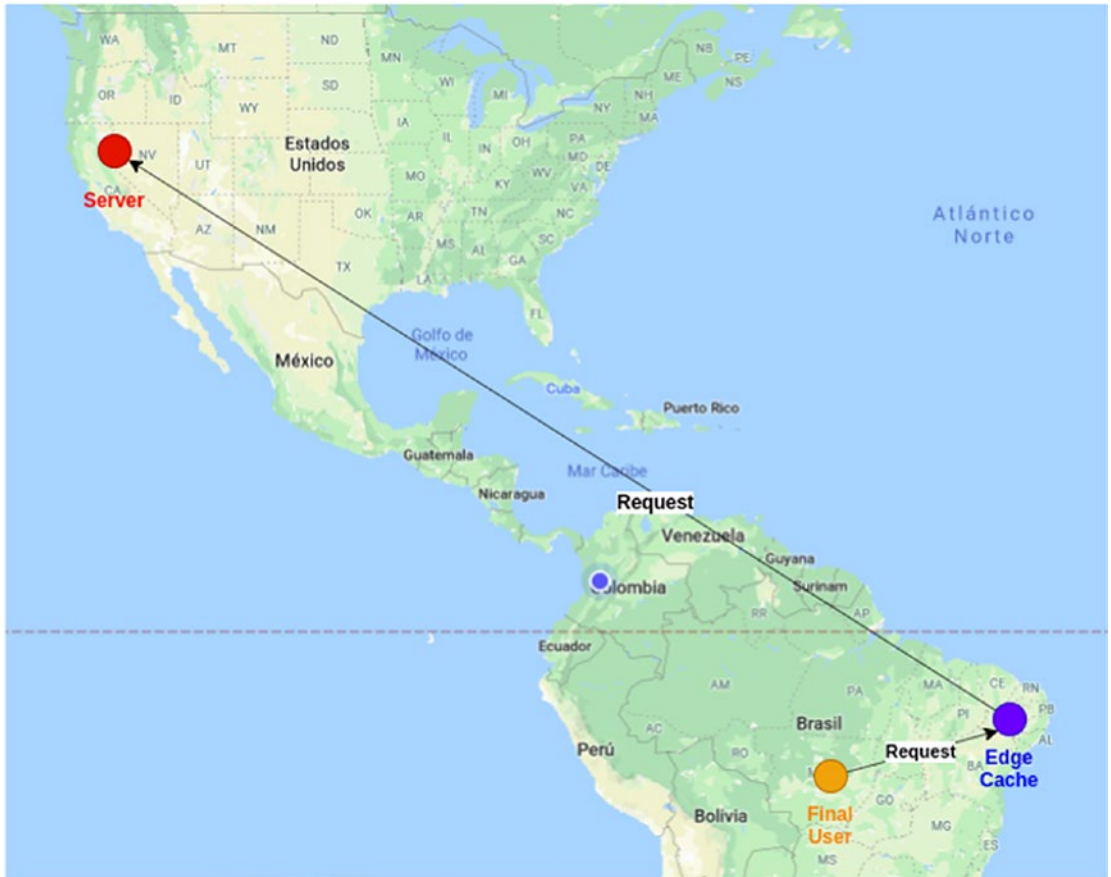 WA
MT
ND
MN
NB
PE
NS
ME
OR
ID
SD
WI
MI
NH
NY
MA
WY
IA
Estados
Unidos
NV
UT
IL
IN
OH
PA
MD
DE
CA
Server
MO
KY
WV
VA
AZ
NM
OK
AR
TN
NC
SC
MS
AL
GA
TX
LA
FL
Atlántico
Norte
Golfo de
México
México
Cuba
Puerto Rico
Guatemala
Mar Caribe
Nicaragua
Request
Venezuela
Guyana
Colombia
Surinam
RR
AP
Ecuador
AM
PA
MA
CE
RN
PB
PI
Brasil
AC
Perú
RO
AL
Request
Edge
Cache
BA
Final
User
GO
Bolivia
MG
MS
ES